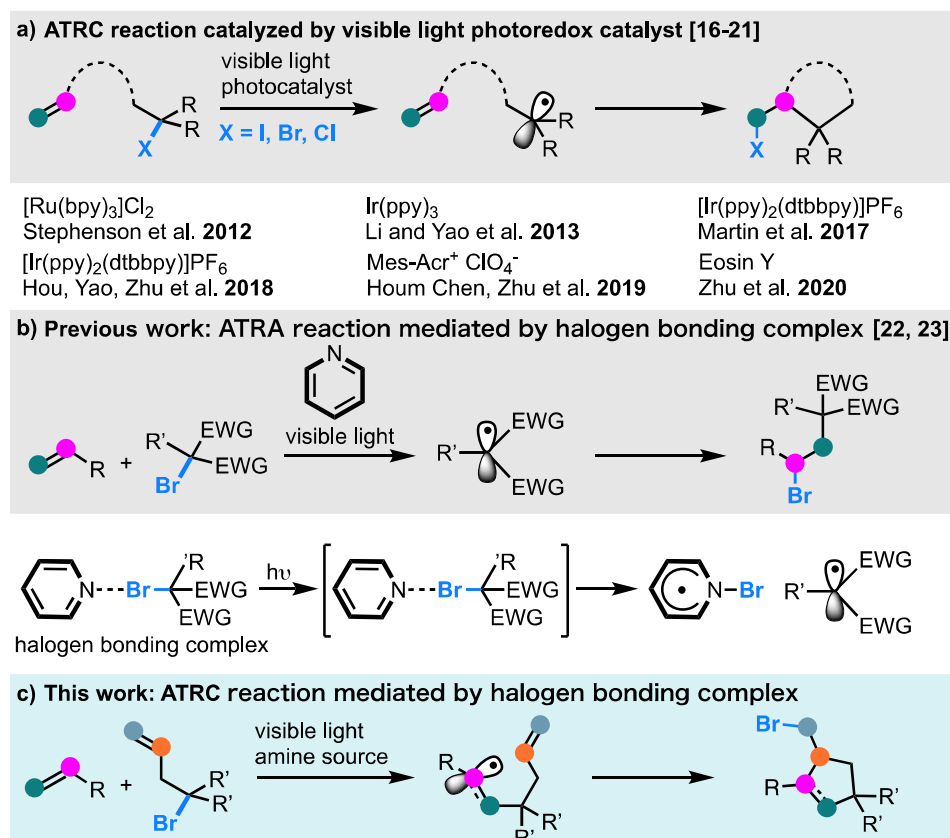 a) ATRC reaction catalyzed by visible light photoredox catalyst [16-21]
visible light
photocatalyst
X = I, Br, Cl
R
R
X
R
R
X
R
R
[Ru(bpy)3]Cl2
Stephenson et al. 2012
Ir(ppy)3
Li and Yao et al. 2013
[Ir(ppy)2(dtbbpy)]PF6
Martin et al. 2017
[Ir(ppy)2(dtbbpy)]PF6
Hou, Yao, Zhu et al. 2018
Mes-Acr+ ClO4-
Houm Chen, Zhu et al. 2019
Eosin Y
Zhu et al. 2020
b) Previous work: ATRA reaction mediated by halogen bonding complex [22, 23]
R
+
R'
EWG
EWG
Br
N
visible light
R'
EWG
EWG
EWG
R'
EWG
R
Br
N
Br
'R
EWG
EWG
halogen bonding complex
hυ
N
Br
'R
EWG
EWG
N
Br
R'
EWG
EWG
c) This work: ATRC reaction mediated by halogen bonding complex
R
+
R'
R'
Br
visible light
amine source
R
R'
R'
Br
R
R'
R'